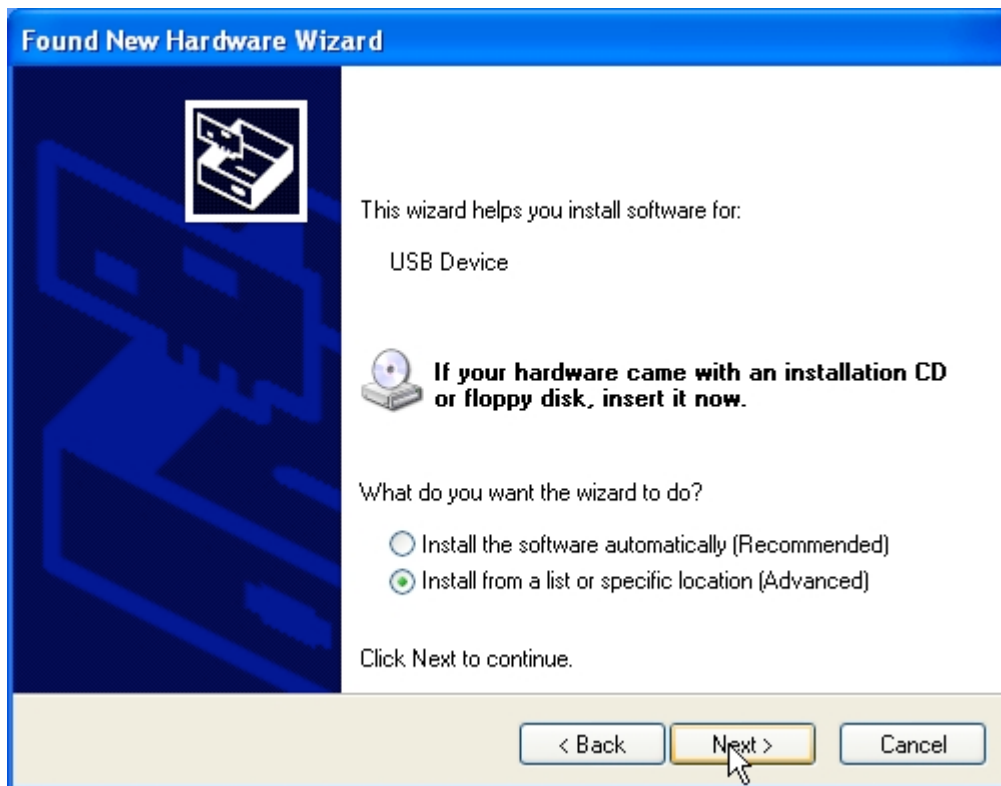 Found New Hardware Wizard
This wizard helps you install software for:
USB Device
If your hardware came with an installation CD
or floppy disk, insert it now.
What do you want the wizard to do?
Install the software automatically (Recommended)
Install from a list or specific location (Advanced)
Click Next to continue.
< Back Next > Cancel